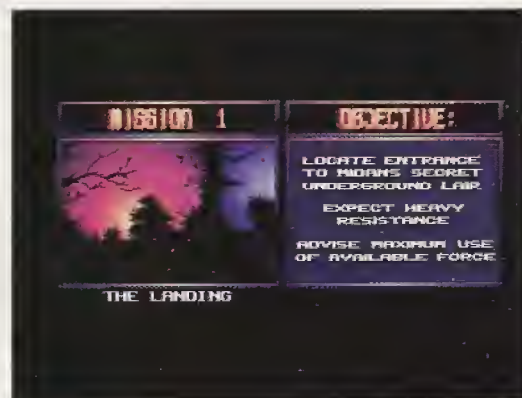 MISSION 1
THE LANDING
OBJECTIVE:
LOCATE ENTRANCE
TO MIDAS SECRET
UNDERGROUND LAIR
EXPECT HEAVY
RESISTANCE
ADVISE MAXIMUM USE
OF AVAILABLE FORCE